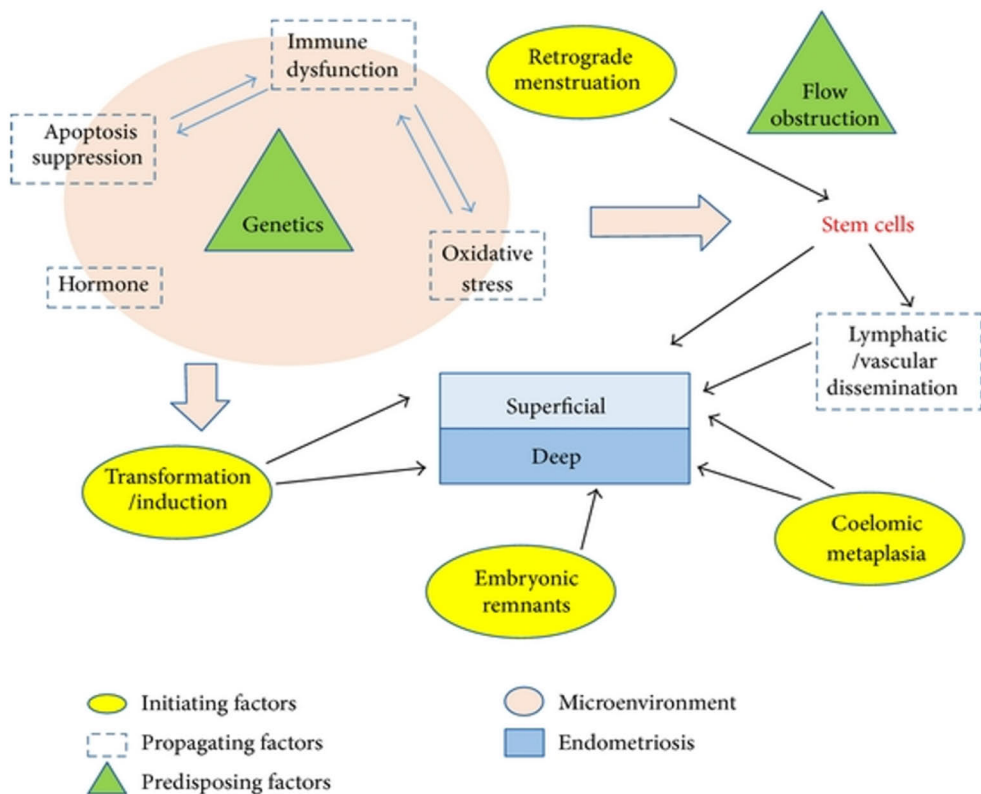 Immune
dysfunction
Retrograde
menstruation
Flow
obstruction
Apoptosis
suppression
Genetics
Stem cells
Hormone
Oxidative
stress
Lymphatic
/vascular
dissemination
Superficial
Deep
Transformation
/induction
Coelomic
metaplasia
Embryonic
remnants
Initiating factors
Propagating factors
Predisposing factors
Microenvironment
Endometriosis